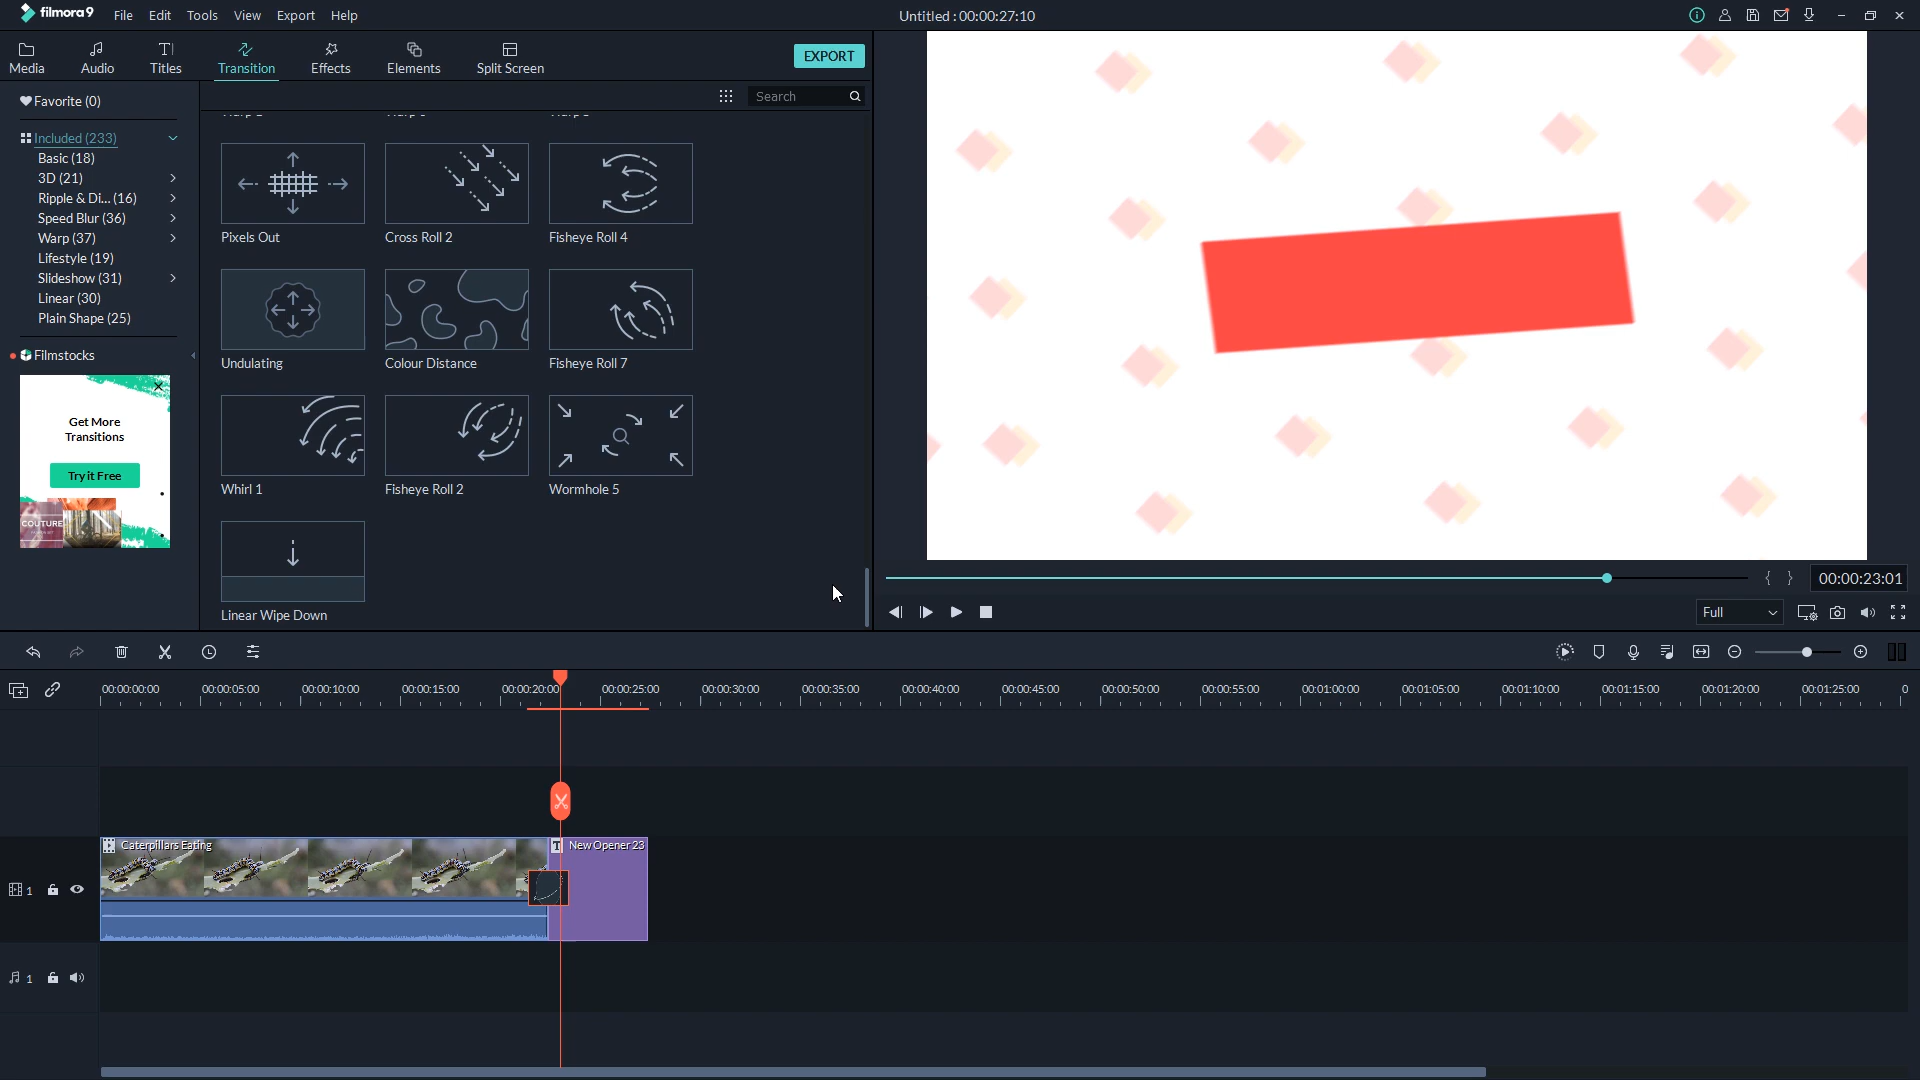 filmora9
File Edit Tools View Export Help
Untitled : 00:00:27:10
Media
Audio
Titles
Transition
Effects
Elements
Split Screen
EXPORT
Favorite (0)
Search
Included (233)
Basic (18)
3D (21)
Ripple & Di... (16)
Speed Blur (36)
Warp (37)
Lifestyle (19)
Slideshow (31)
Linear (30)
Plain Shape (25)
Filmstocks
Get More
Transitions
Try it Free
COUTURE
Pixels Out
Cross Roll 2
Fisheye Roll 4
Undulating
Colour Distance
Fisheye Roll 7
Whirl 1
Fisheye Roll 2
Wormhole 5
Linear Wipe Down
00:00:23:01
Full
00:00:00:00 00:00:05:00 00:00:10:00 00:00:15:00 00:00:20:00 00:00:25:00 00:00:30:00 00:00:35:00 00:00:40:00 00:00:45:00 00:00:50:00 00:00:55:00 00:01:00:00 00:01:05:00 00:01:10:00 00:01:15:00 00:01:20:00 00:01:25:00 0
Caterpillars Eating
T New Opener 23
1
1